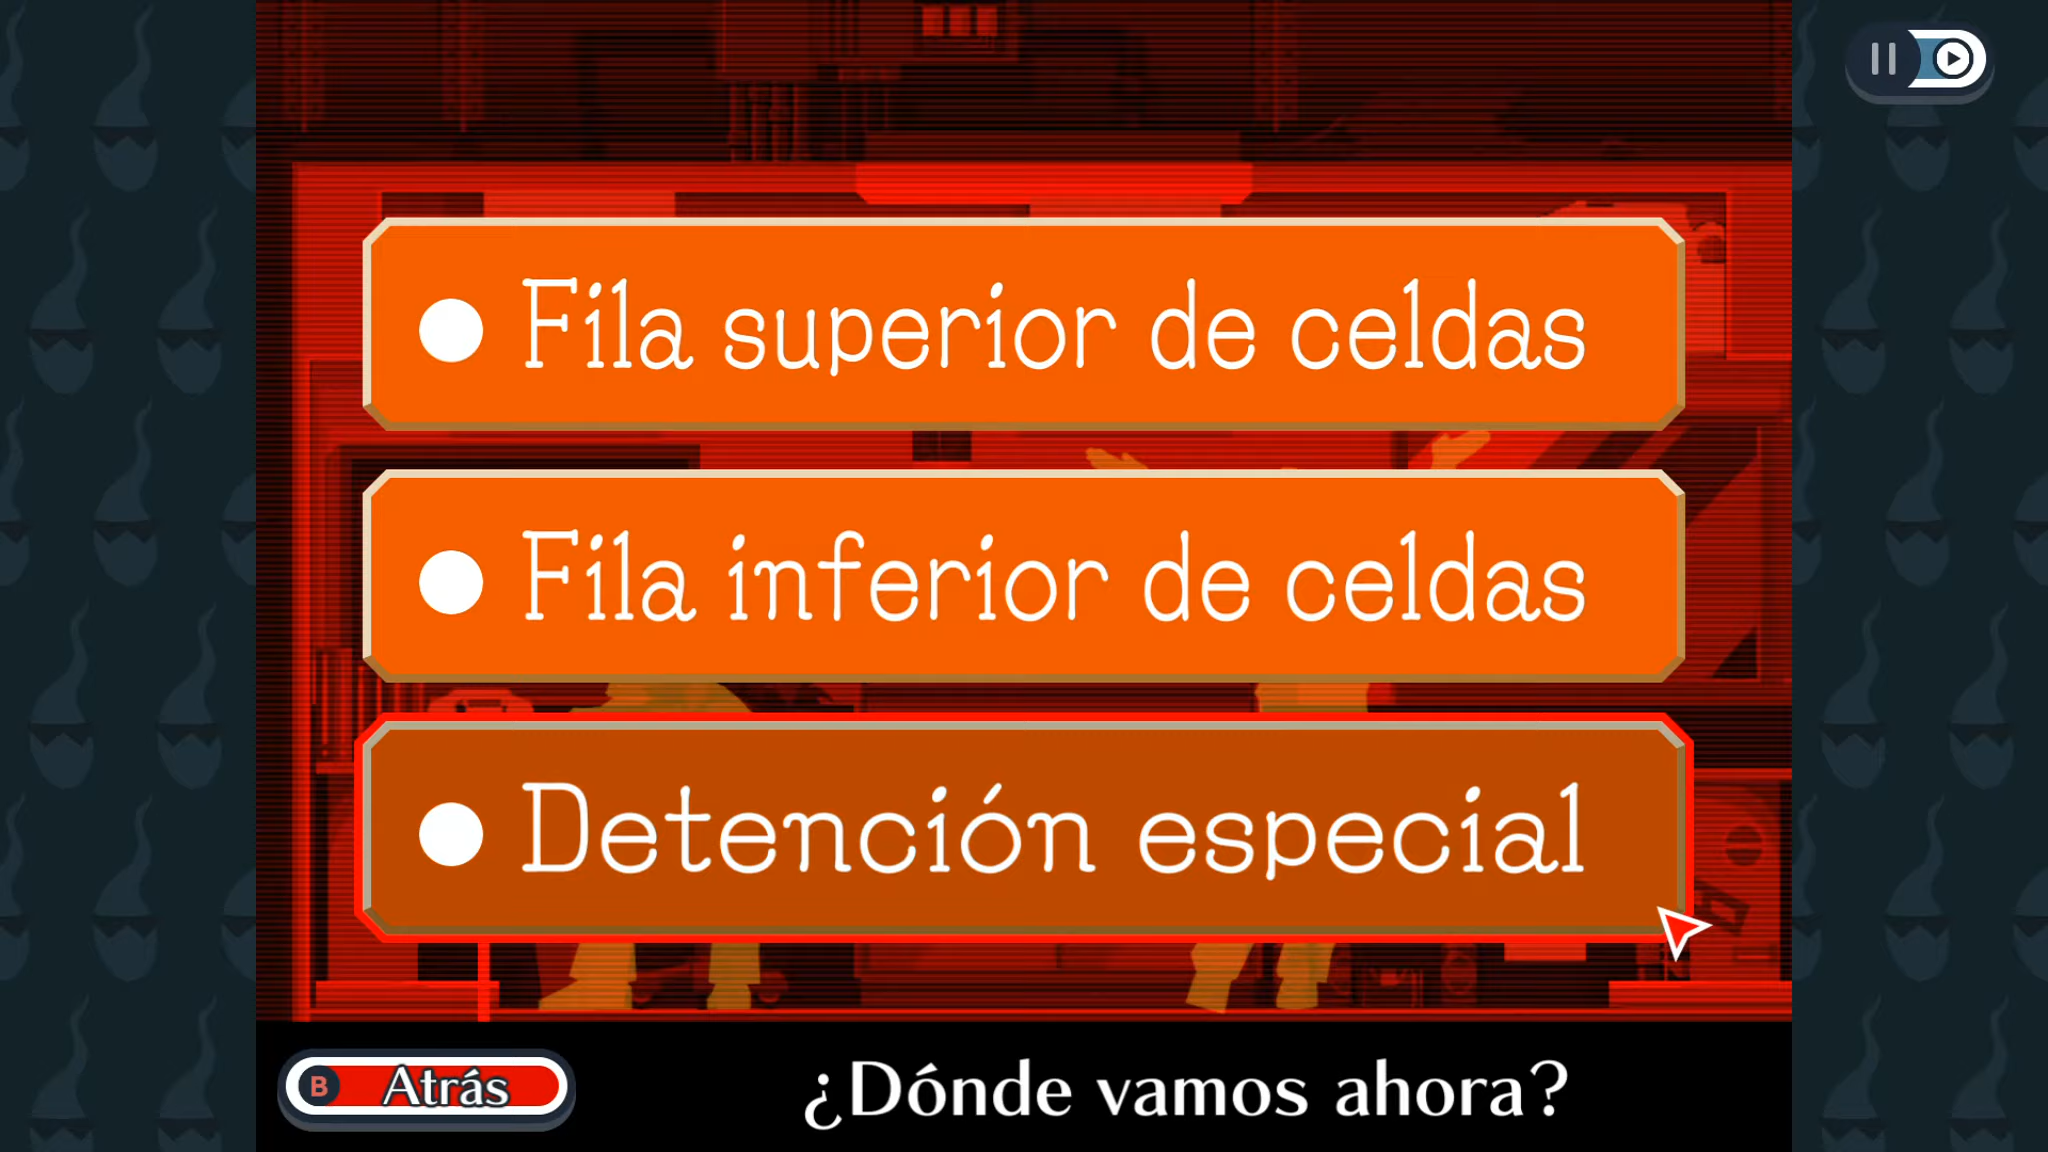 Fila superior de celdas
Fila inferior de celdas
Detención especial
B Atrás
¿Dónde vamos ahora?